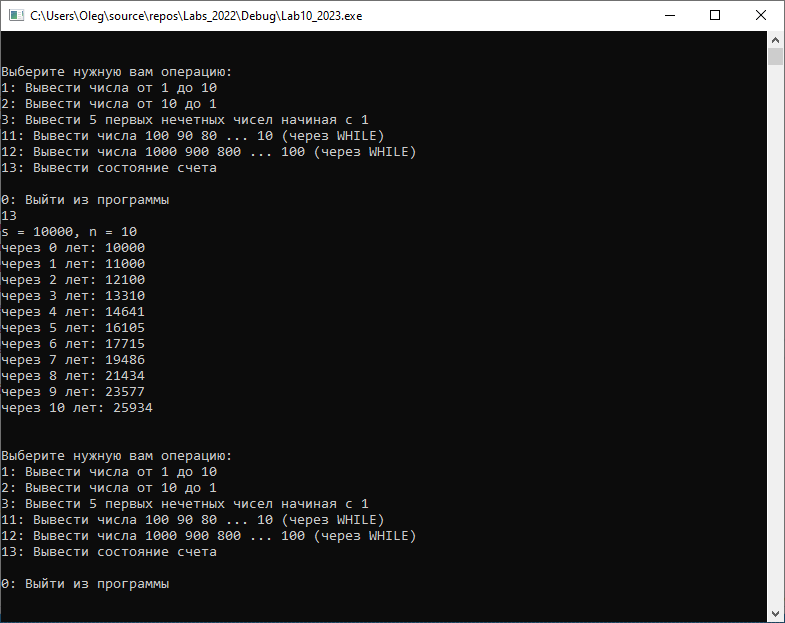 C:\Users\Oleg\source\repos\Labs_2022\Debug\Lab10_2023.exe
Выберите нужную вам операцию:
1: Вывести числа от 1 до 10
2: Вывести числа от 10 до 1
3: Вывести 5 первых нечетных чисел начиная с 1
11: Вывести числа 100 90 80 ... 10 (через WHILE)
12: Вывести числа 1000 900 800 ... 100 (через WHILE)
13: Вывести состояние счета
0: Выйти из программы
13
s = 10000, n = 10
через 0 лет: 10000
через 1 лет: 11000
через 2 лет: 12100
через 3 лет: 13310
через 4 лет: 14641
через 5 лет: 16105
через 6 лет: 17715
через 7 лет: 19486
через 8 лет: 21434
через 9 лет: 23577
через 10 лет: 25934
Выберите нужную вам операцию:
1: Вывести числа от 1 до 10
2: Вывести числа от 10 до 1
3: Вывести 5 первых нечетных чисел начиная с 1
11: Вывести числа 100 90 80 ... 10 (через WHILE)
12: Вывести числа 1000 900 800 ... 100 (через WHILE)
13: Вывести состояние счета
0: Выйти из программы